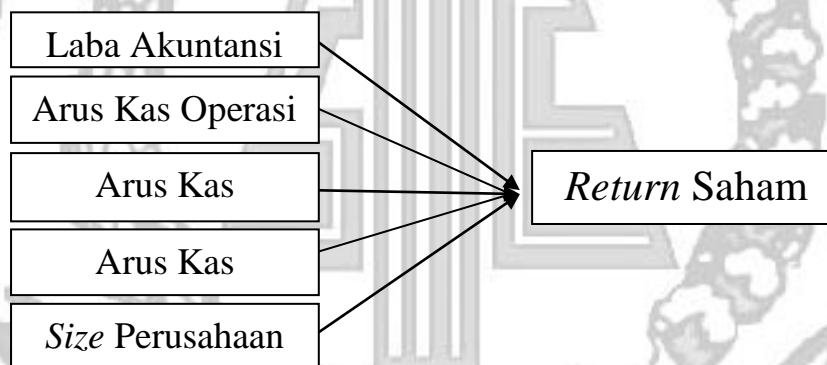 Laba Akuntansi
Arus Kas Operasi
Arus Kas
Arus Kas
Size Perusahaan
Return Saham